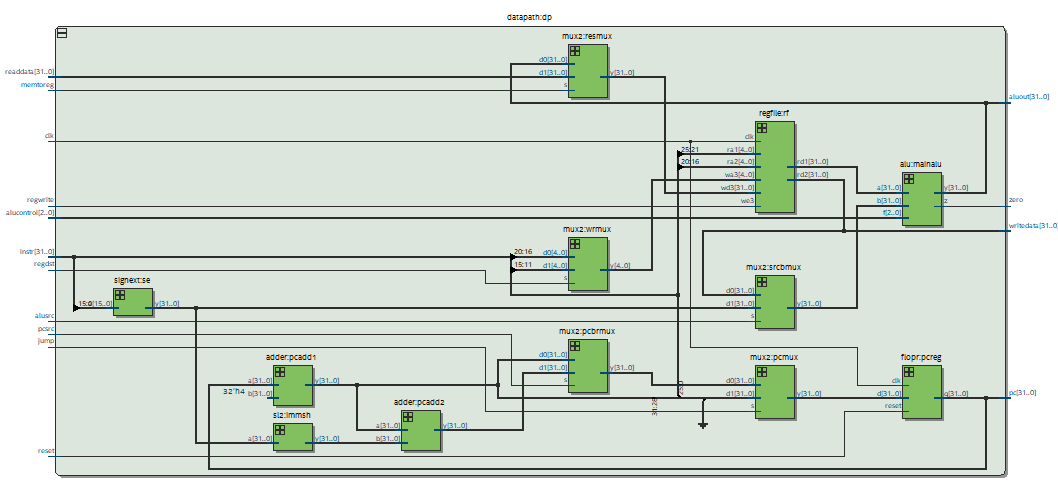 datapath:dp
mux2:resmux
d0[31..0]
readdata[31..0]
d1[31..0]
y[31..0]
memtoreg
s
aluout[31..0]
regfile:rf
clk
clk
25:21
ra1[4..0]
20:16
ra2[4..0]
rd1[31..0]
alu:mainalu
wa3[4..0]
rd2[31..0]
wd3[31..0]
a[31..0]
y[31..0]
regwrite
we3
b[31..0]
z
zero
alucontrol[2..0]
f[2..0]
mux2:wrmux
writedata[31..0]
instr[31..0]
20:16
d0[4..0]
regdst
15:11
d1[4..0]
y[4..0]
mux2:srcbmux
signext:se
s
d0[31..0]
15:0
a[15..0]
y[31..0]
d1[31..0]
y[31..0]
alusrc
s
pcsrc
mux2:pcbrmux
jump
d0[31..0]
adder:pcadd1
d1[31..0]
y[31..0]
mux2:pcmux
flopr:pcreg
a[31..0]
y[31..0]
s
25:0
d0[31..0]
clk
32'h4
b[31..0]
d1[31..0]
y[31..0]
d[31..0]
q[31..0]
pc[31..0]
adder:pcadd2
31:28
s
reset
sl2:immsh
a[31..0]
y[31..0]
a[31..0]
y[31..0]
b[31..0]
reset